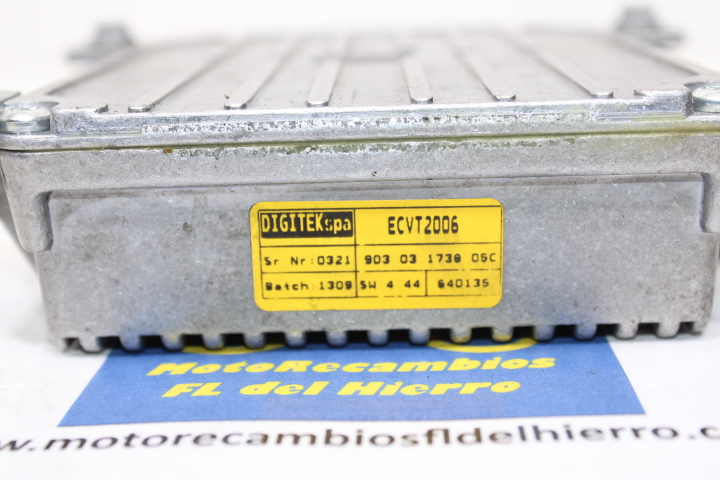 DIGITEKspa ECVT2006
Sr Nr:0321 903 03 1738 05C
Batch:1309 SW 4 44 640135
MotoRecambios
FL del Hierro
www.motorecambiosfldelhierro.c